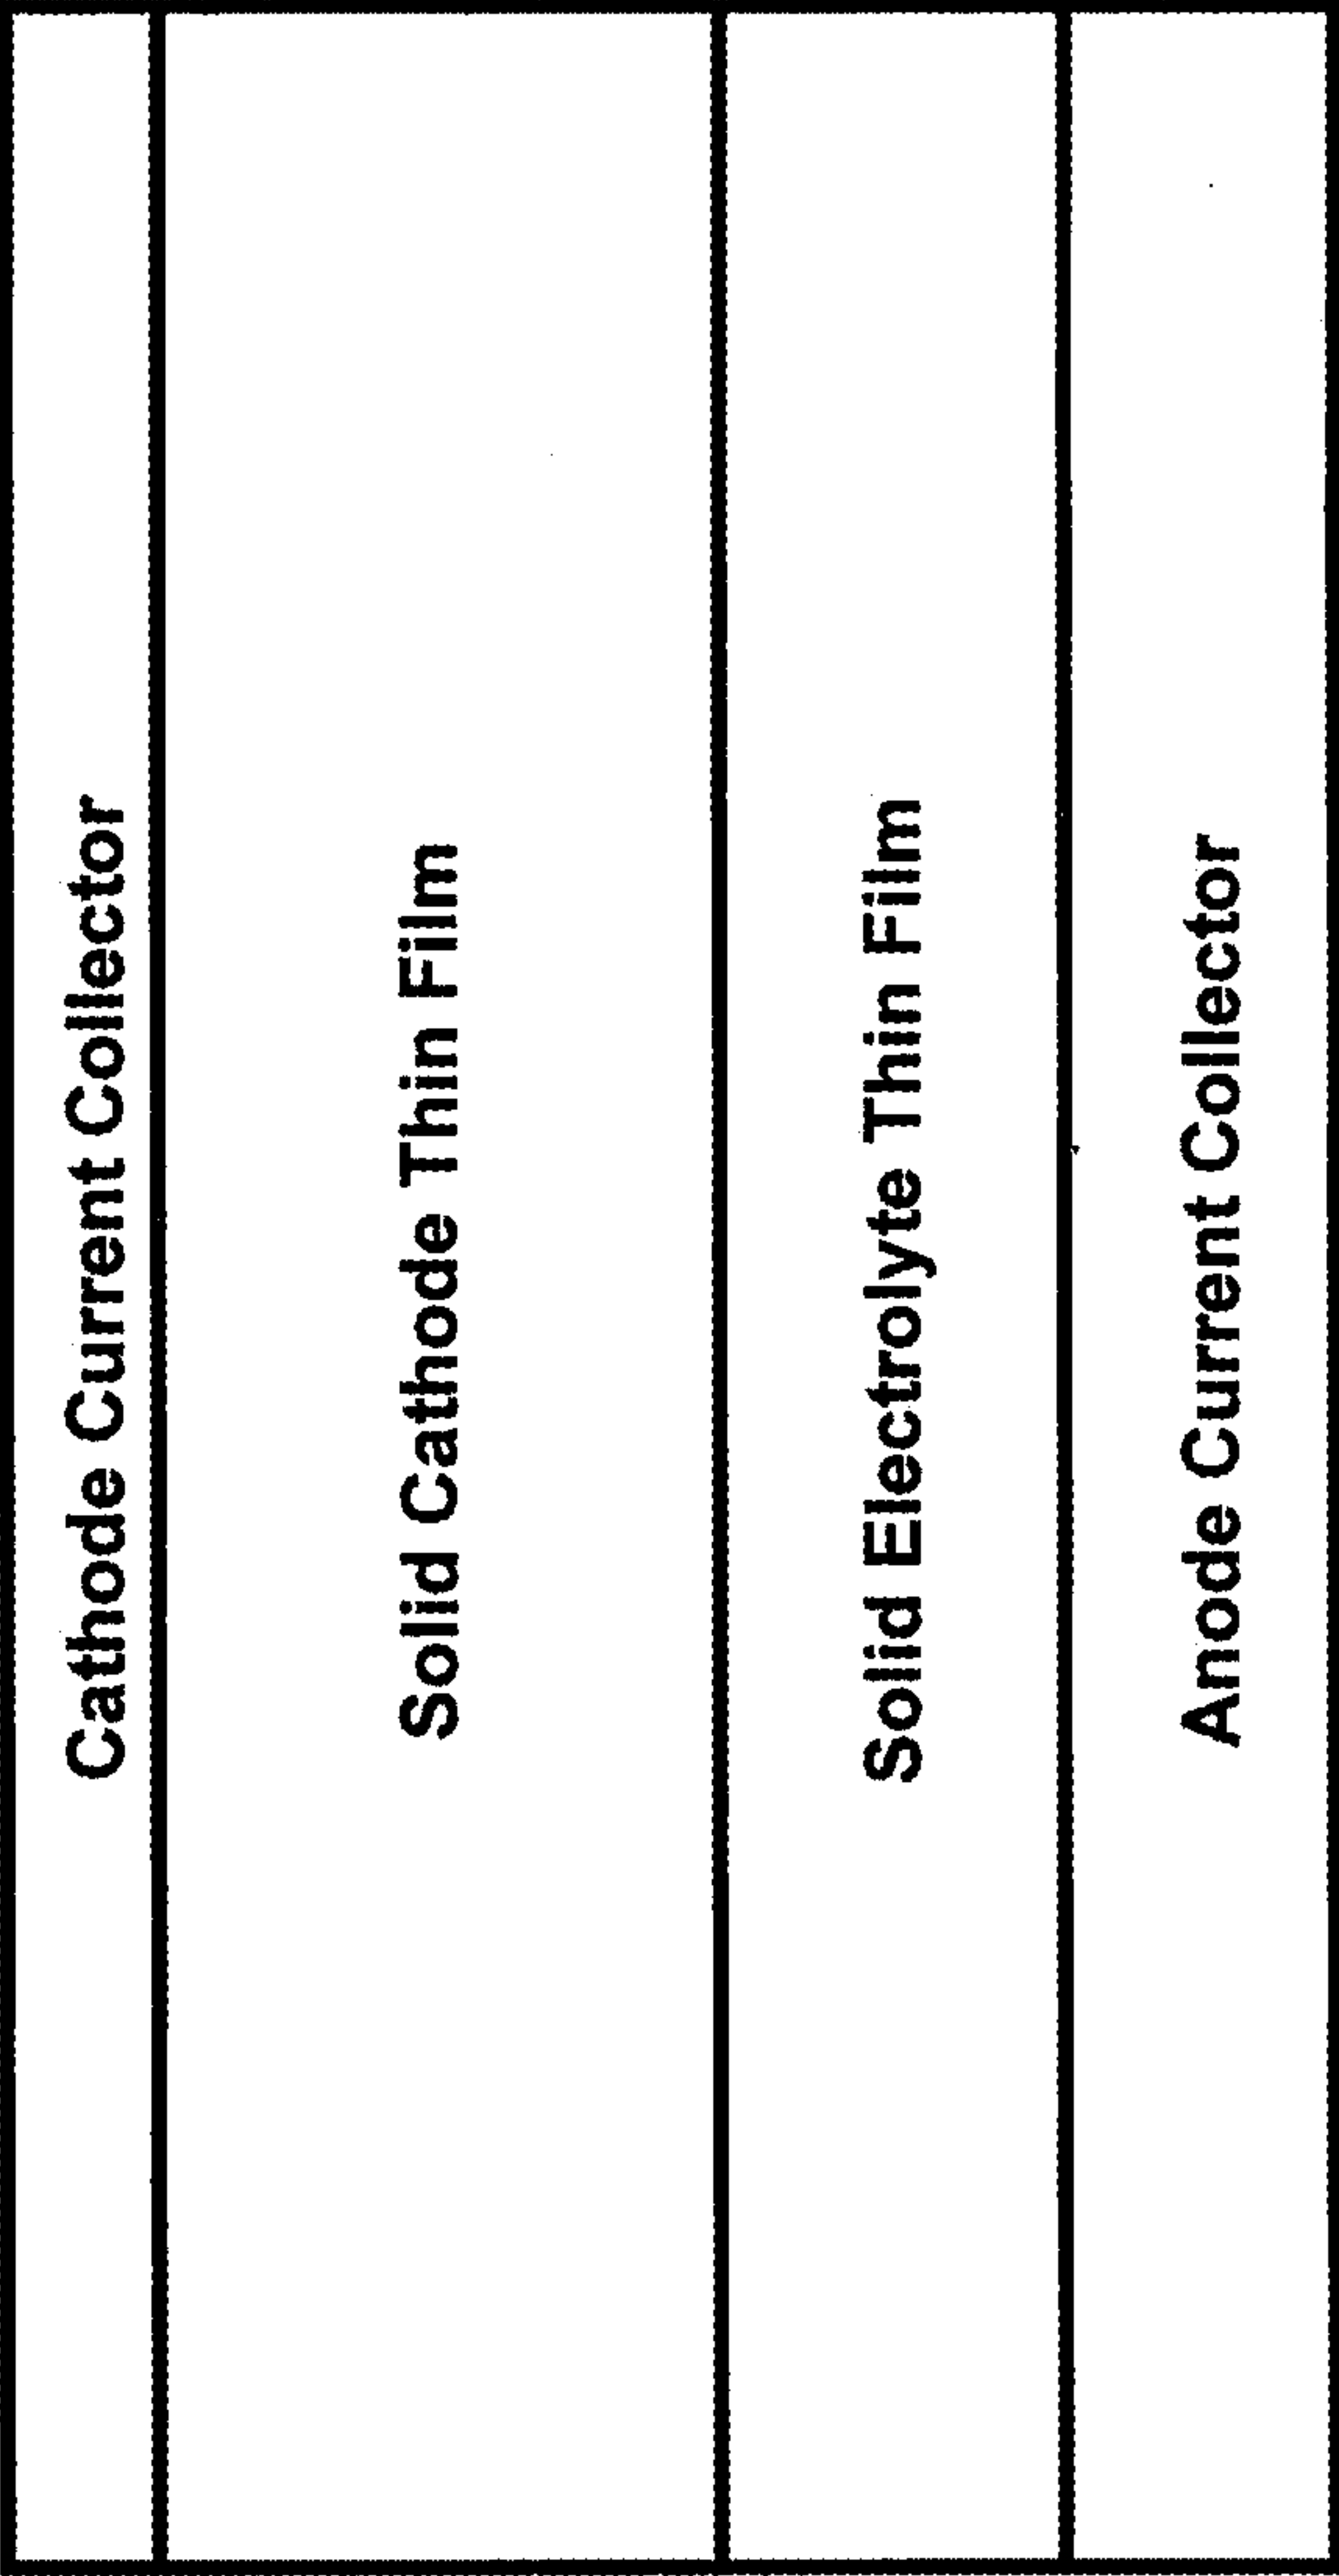 Cathode Current Collector
Solid Cathode Thin Film
Solid Electrolyte Thin Film
Anode Current Collector